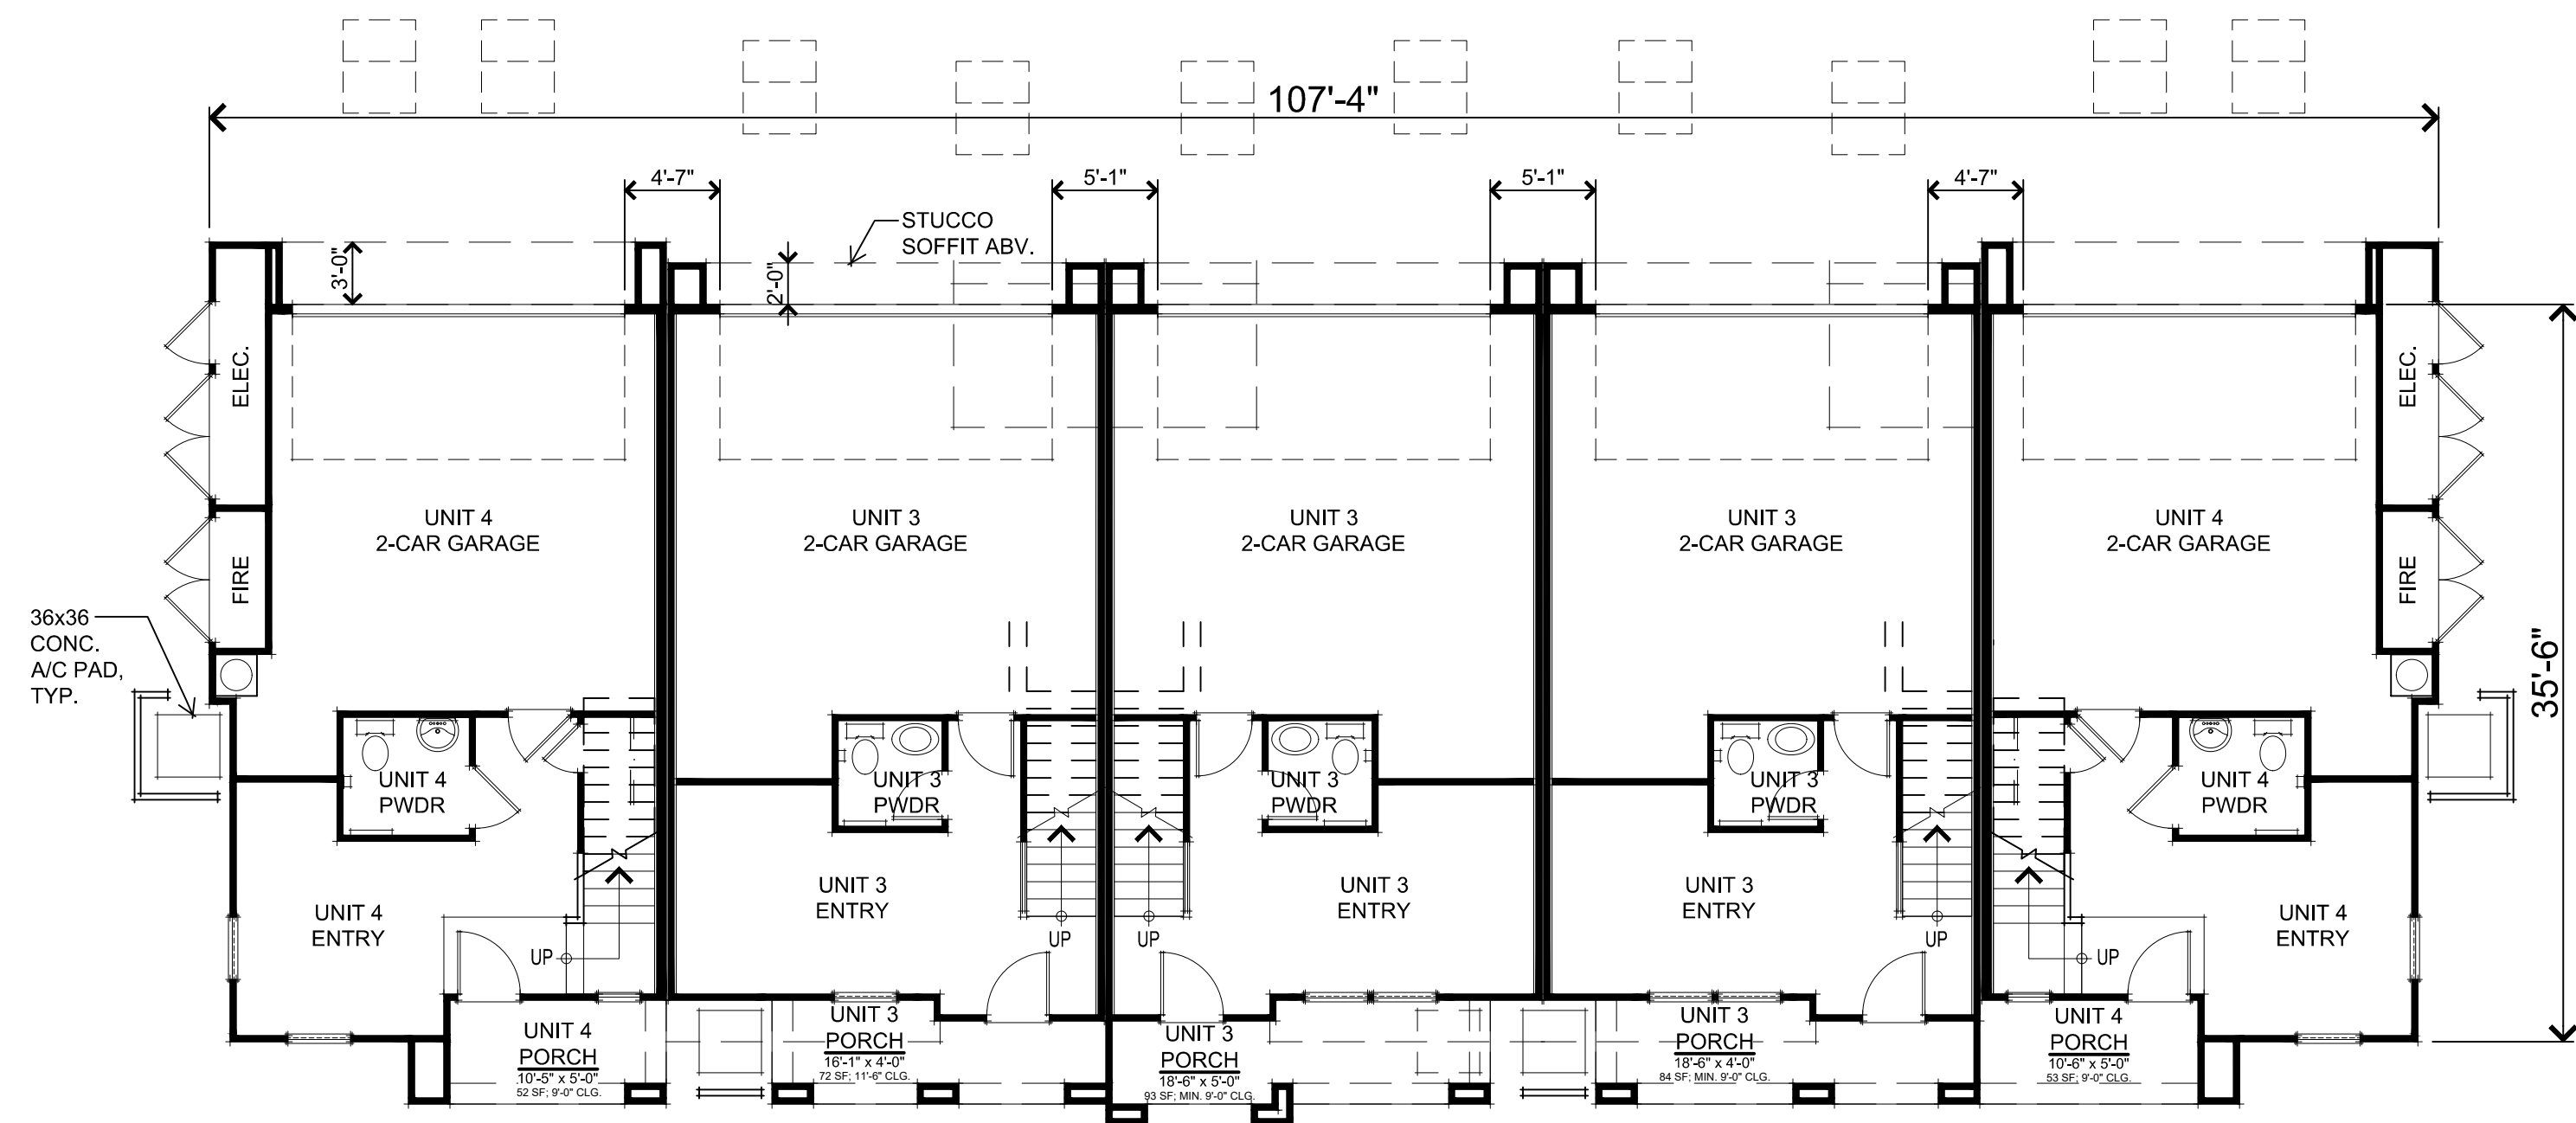 107'-4"
4'-7"
5'-1"
5'-1"
4'-7"
STUCCO
SOFFIT ABV.
3'-0"
2'-0"
ELEC.
ELEC.
UNIT 4
2-CAR GARAGE
UNIT 3
2-CAR GARAGE
UNIT 3
2-CAR GARAGE
UNIT 3
2-CAR GARAGE
UNIT 4
2-CAR GARAGE
FIRE
FIRE
36x36
CONC.
A/C PAD,
TYP.
35'-6"
UNIT 4
PWDR
UNIT 3
PWDR
UNIT 3
PWDR
UNIT 3
PWDR
UNIT 4
PWDR
UNIT 4
ENTRY
UNIT 3
ENTRY
UNIT 3
ENTRY
UNIT 3
ENTRY
UNIT 4
ENTRY
UP
UP
UP
UP
UP
UNIT 4
PORCH
10'-5" x 5'-0"
52 SF; 9'-0" CLG.
UNIT 3
PORCH
16'-1" x 4'-0"
72 SF; 11'-6" CLG.
UNIT 3
PORCH
18'-6" x 5'-0"
93 SF; MIN. 9'-0" CLG.
UNIT 3
PORCH
18'-6" x 4'-0"
84 SF; MIN. 9'-0" CLG.
UNIT 4
PORCH
10'-6" x 5'-0"
53 SF; 9'-0" CLG.